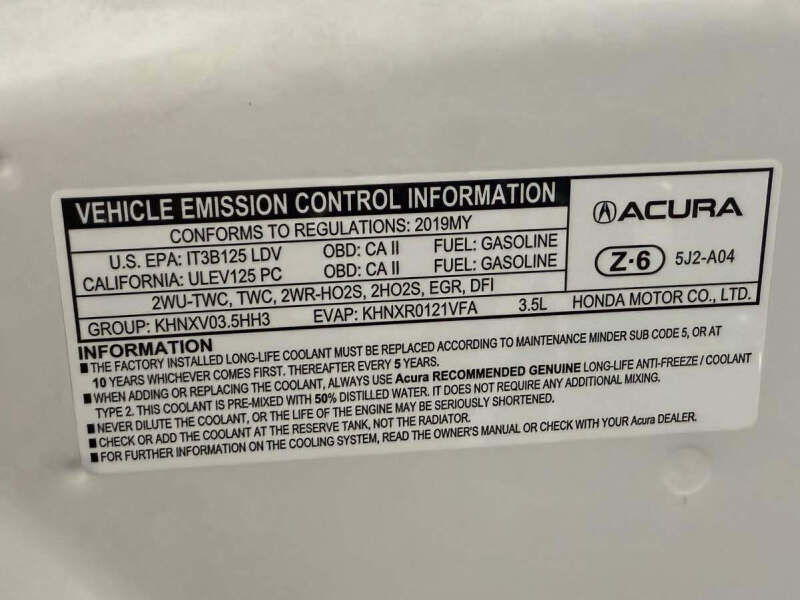 VEHICLE EMISSION CONTROL INFORMATION
CONFORMS TO REGULATIONS: 2019MY
U.S. EPA: IT3B125 LDV OBD: CA II FUEL: GASOLINE
CALIFORNIA: ULEV125 PC OBD: CA II FUEL: GASOLINE
2WU-TWC, TWC, 2WR-HO2S, 2HO2S, EGR, DFI
GROUP: KHNXV03.5HH3 EVAP: KHNXR0121VFA 3.5L
ACURA
Z-6 5J2-A04
HONDA MOTOR CO., LTD.
INFORMATION
■ THE FACTORY INSTALLED LONG-LIFE COOLANT MUST BE REPLACED ACCORDING TO MAINTENANCE MINDER SUB CODE 5, OR AT
10 YEARS WHICHEVER COMES FIRST. THEREAFTER EVERY 5 YEARS.
■ WHEN ADDING OR REPLACING THE COOLANT, ALWAYS USE Acura RECOMMENDED GENUINE LONG-LIFE ANTI-FREEZE / COOLANT
TYPE 2. THIS COOLANT IS PRE-MIXED WITH 50% DISTILLED WATER. IT DOES NOT REQUIRE ANY ADDITIONAL MIXING.
■ NEVER DILUTE THE COOLANT, OR THE LIFE OF THE ENGINE MAY BE SERIOUSLY SHORTENED.
■ CHECK OR ADD THE COOLANT AT THE RESERVE TANK, NOT THE RADIATOR.
■ FOR FURTHER INFORMATION ON THE COOLING SYSTEM, READ THE OWNER'S MANUAL OR CHECK WITH YOUR Acura DEALER.